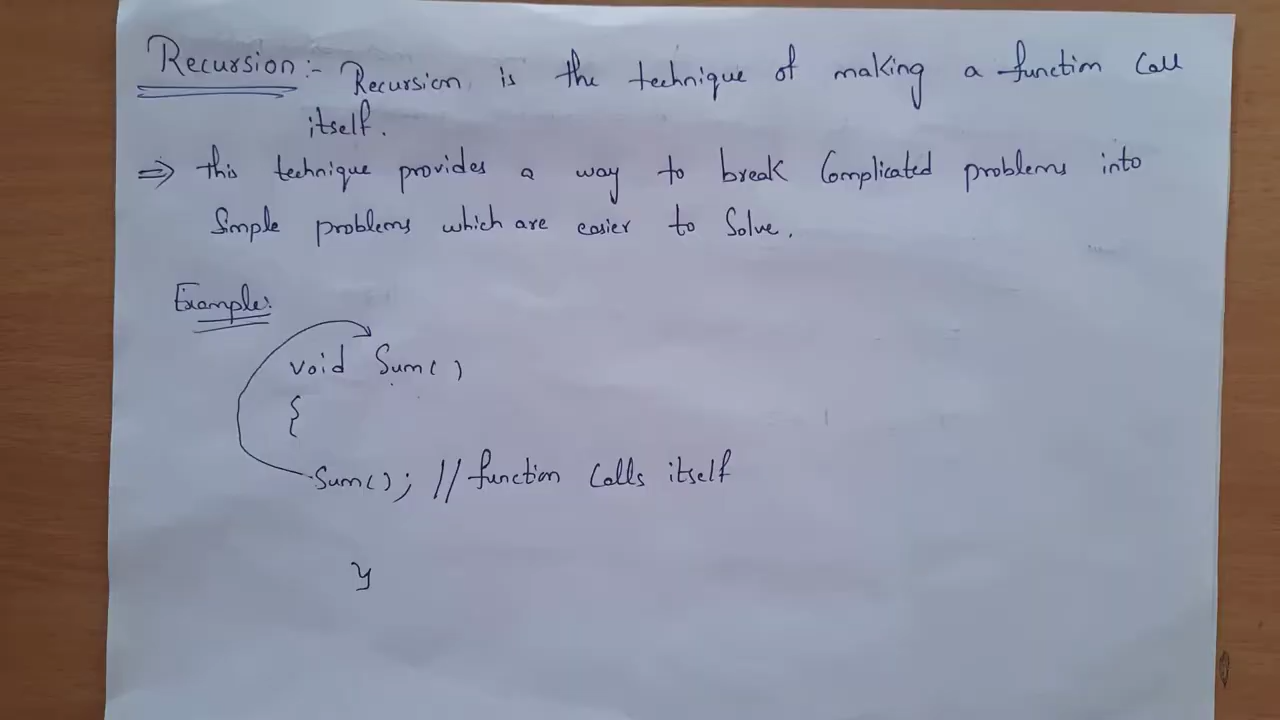 Recursion:- Recursion is the technique of making a function Call
itself.
⇒ this technique provides a way to break Complicated problems into
Simple problems which are easier to Solve.
Example:
void Sum()
{
Sum(); // function Calls itself
}